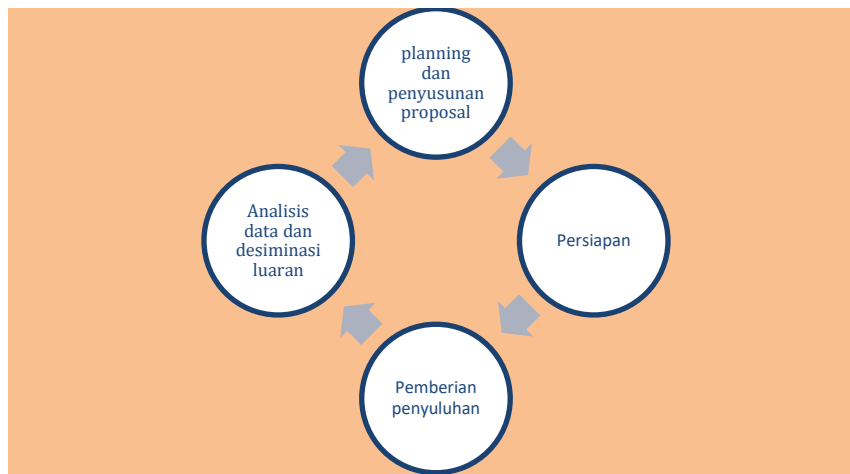 planning
dan
penyusunan
proposal
Persiapan
Pemberian
penyuluhan
Analisis
data dan
desiminasi
luaran